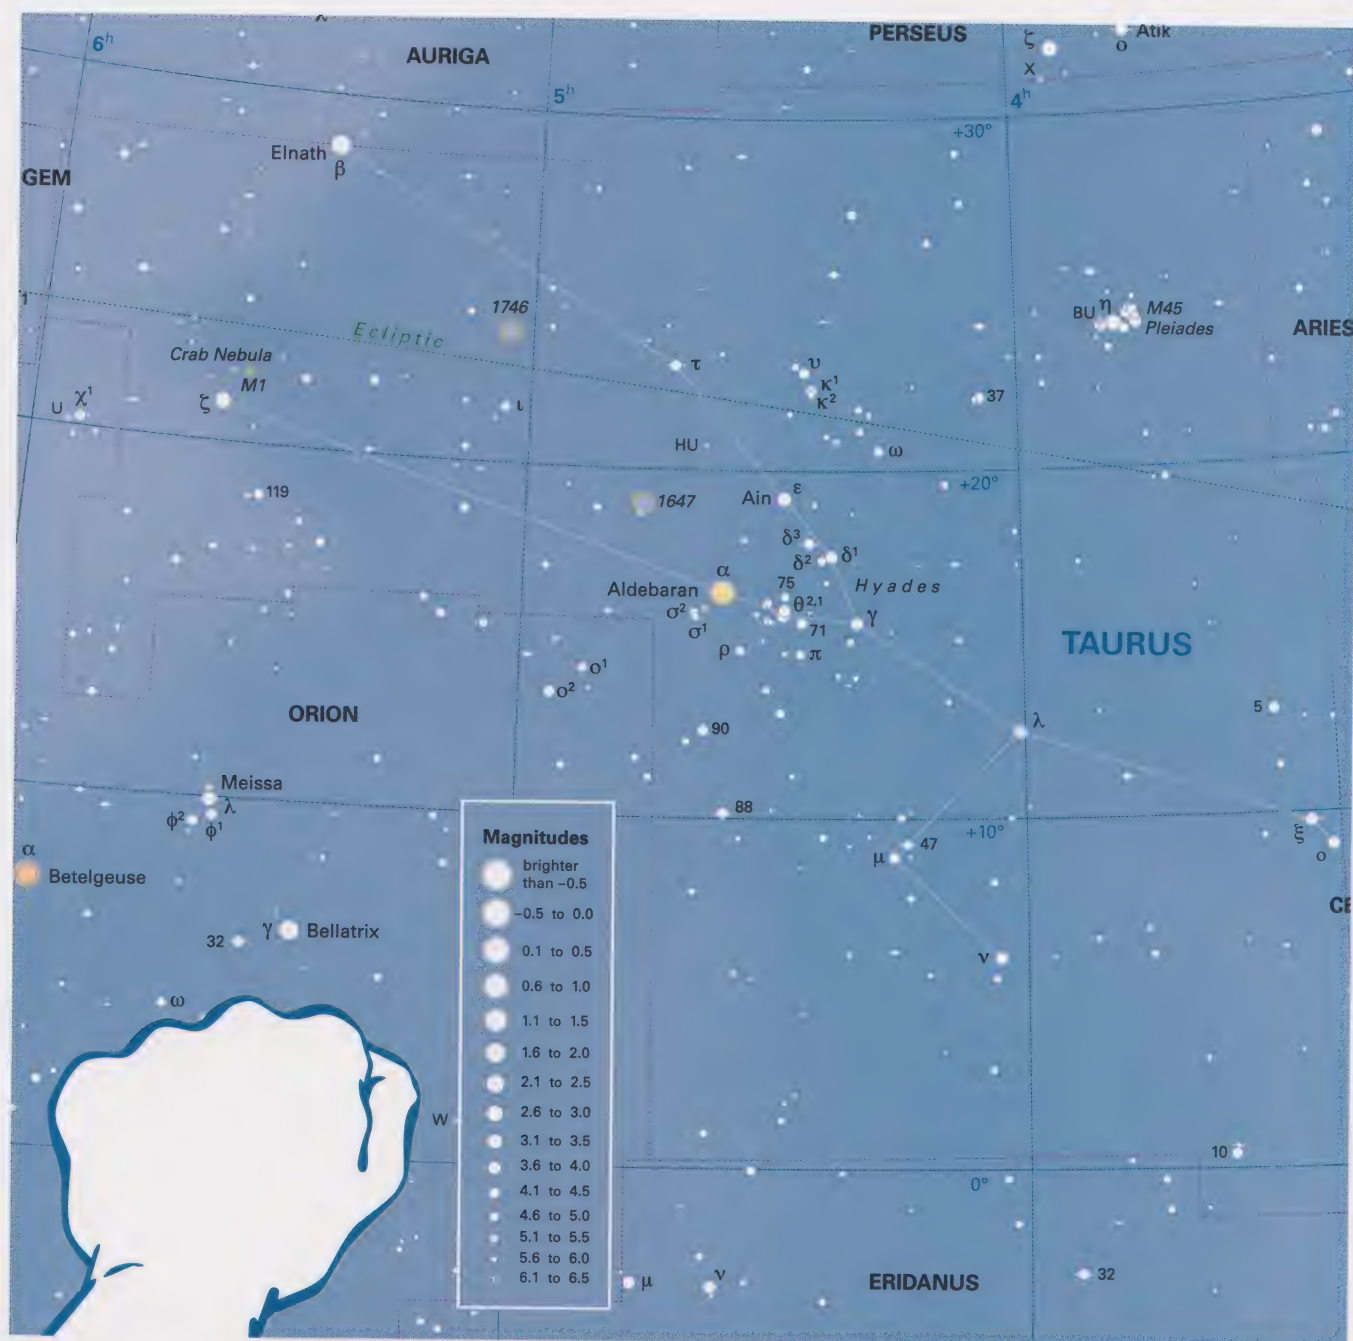 6h
AURIGA
PERSEUS
ζ
Atik
ο
X
5h
4h
+30°
Elnath
β
GEM
1746
BU η M45
Pleiades
ARIES
1
Ecliptic
Crab Nebula
M1
τ
υ
κ1
κ2
37
U χ1
ζ
ι
HU
ω
119
1647
Ain ε
+20°
δ3
δ2 δ1
α
Aldebaran
75
Hyades
θ2,1
σ2
σ1
71
γ
ρ
π
TAURUS
ο1
ο2
ORION
90
λ
5
Meissa
λ
φ2 φ1
88
+10°
47
μ
ξ
ο
α
Betelgeuse
CE
γ Bellatrix
32
ν
ω
W
Magnitudes
brighter
than −0.5
−0.5 to 0.0
0.1 to 0.5
0.6 to 1.0
1.1 to 1.5
1.6 to 2.0
2.1 to 2.5
2.6 to 3.0
3.1 to 3.5
3.6 to 4.0
4.1 to 4.5
4.6 to 5.0
5.1 to 5.5
5.6 to 6.0
6.1 to 6.5
10
0°
μ
ν
ERIDANUS
32